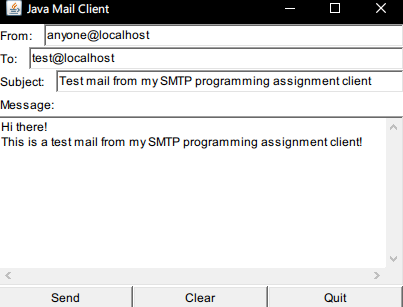 Java Mail Client
From: anyone@localhost
To: test@localhost
Subject: Test mail from my SMTP programming assignment client
Message:
Hi there!
This is a test mail from my SMTP programming assignment client!
Send Clear Quit